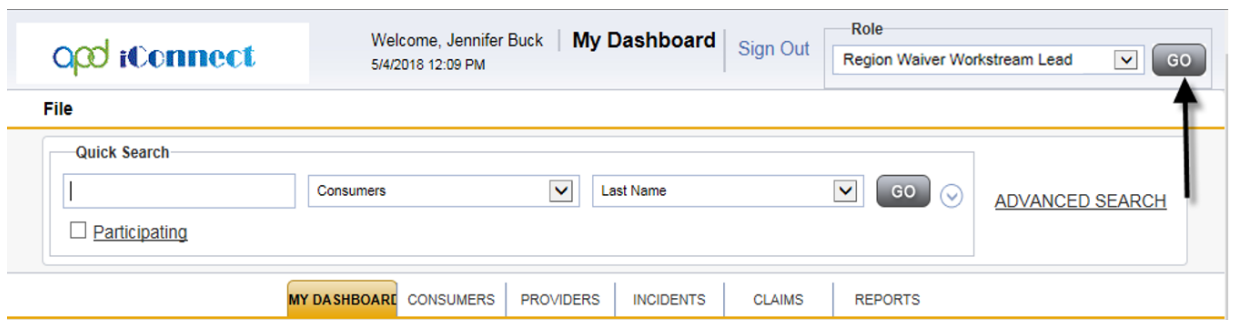 apd iConnect
Welcome, Jennifer Buck
5/4/2018 12:09 PM
My Dashboard
Sign Out
Role
Region Waiver Workstream Lead
GO
File
Quick Search
Consumers
Last Name
GO
ADVANCED SEARCH
Participating
MY DASHBOARD CONSUMERS PROVIDERS INCIDENTS CLAIMS REPORTS